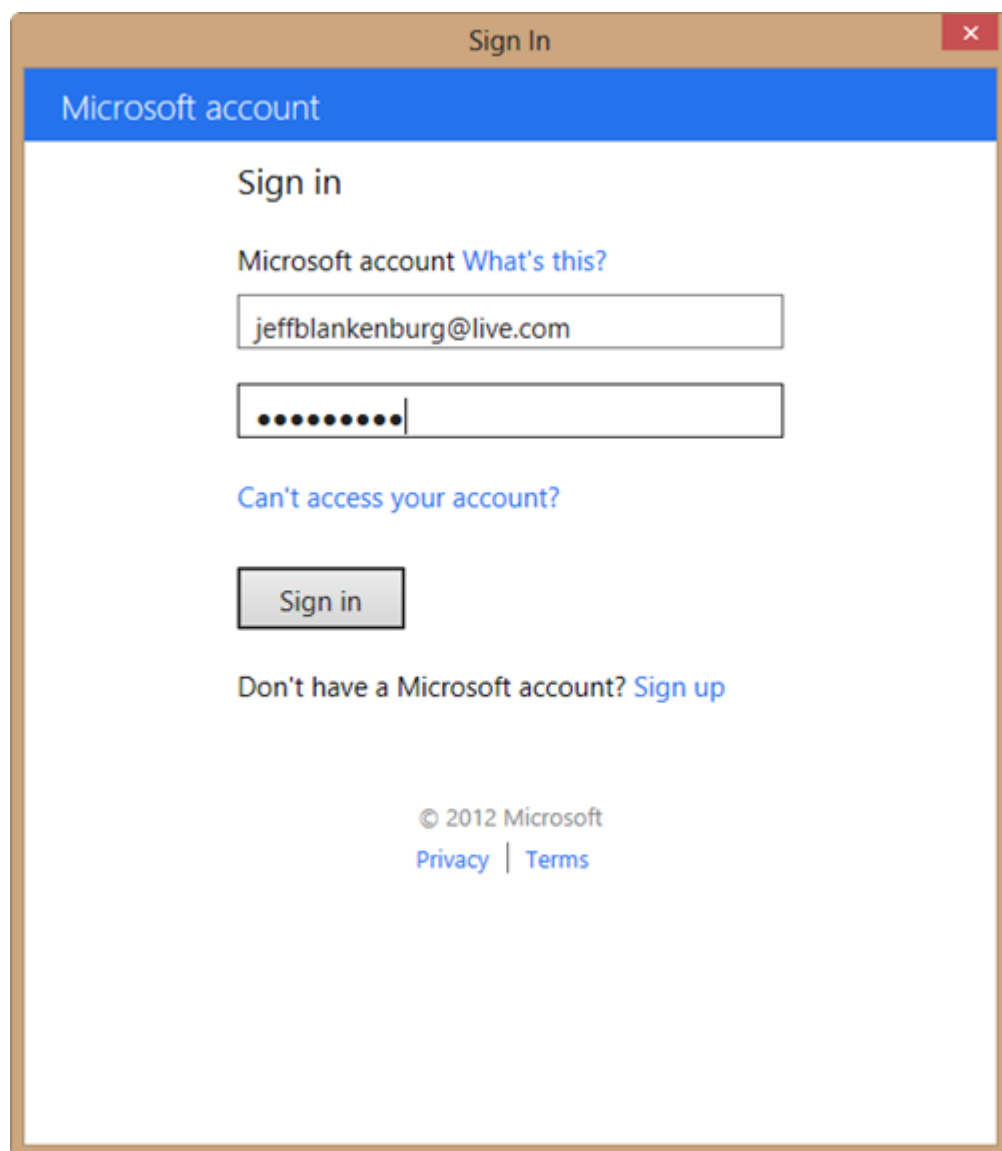 Sign In
Microsoft account
Sign in
Microsoft account What's this?
jeffblankenburg@live.com
•••••••••
Can't access your account?
Sign in
Don't have a Microsoft account? Sign up
© 2012 Microsoft
Privacy | Terms